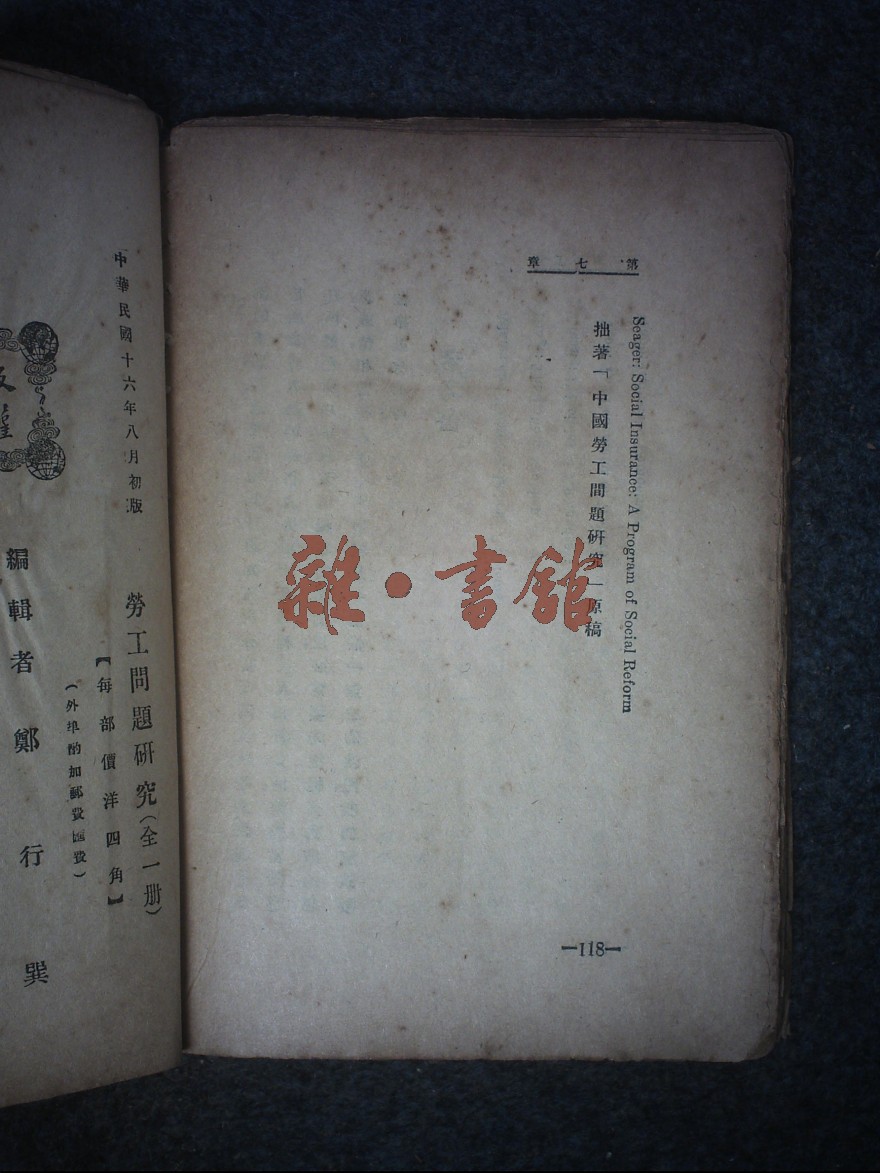 第七章
Seager: Social Insurance: A Program of Social Reform
拙著「中國勞工問題研究」原稿
—118—
勞工問題研究(全一册)
【每部價洋四角】
(外埠酌加郵費匯費)
中華民國十六年八月初版
編輯者鄭行巽
雜·書館